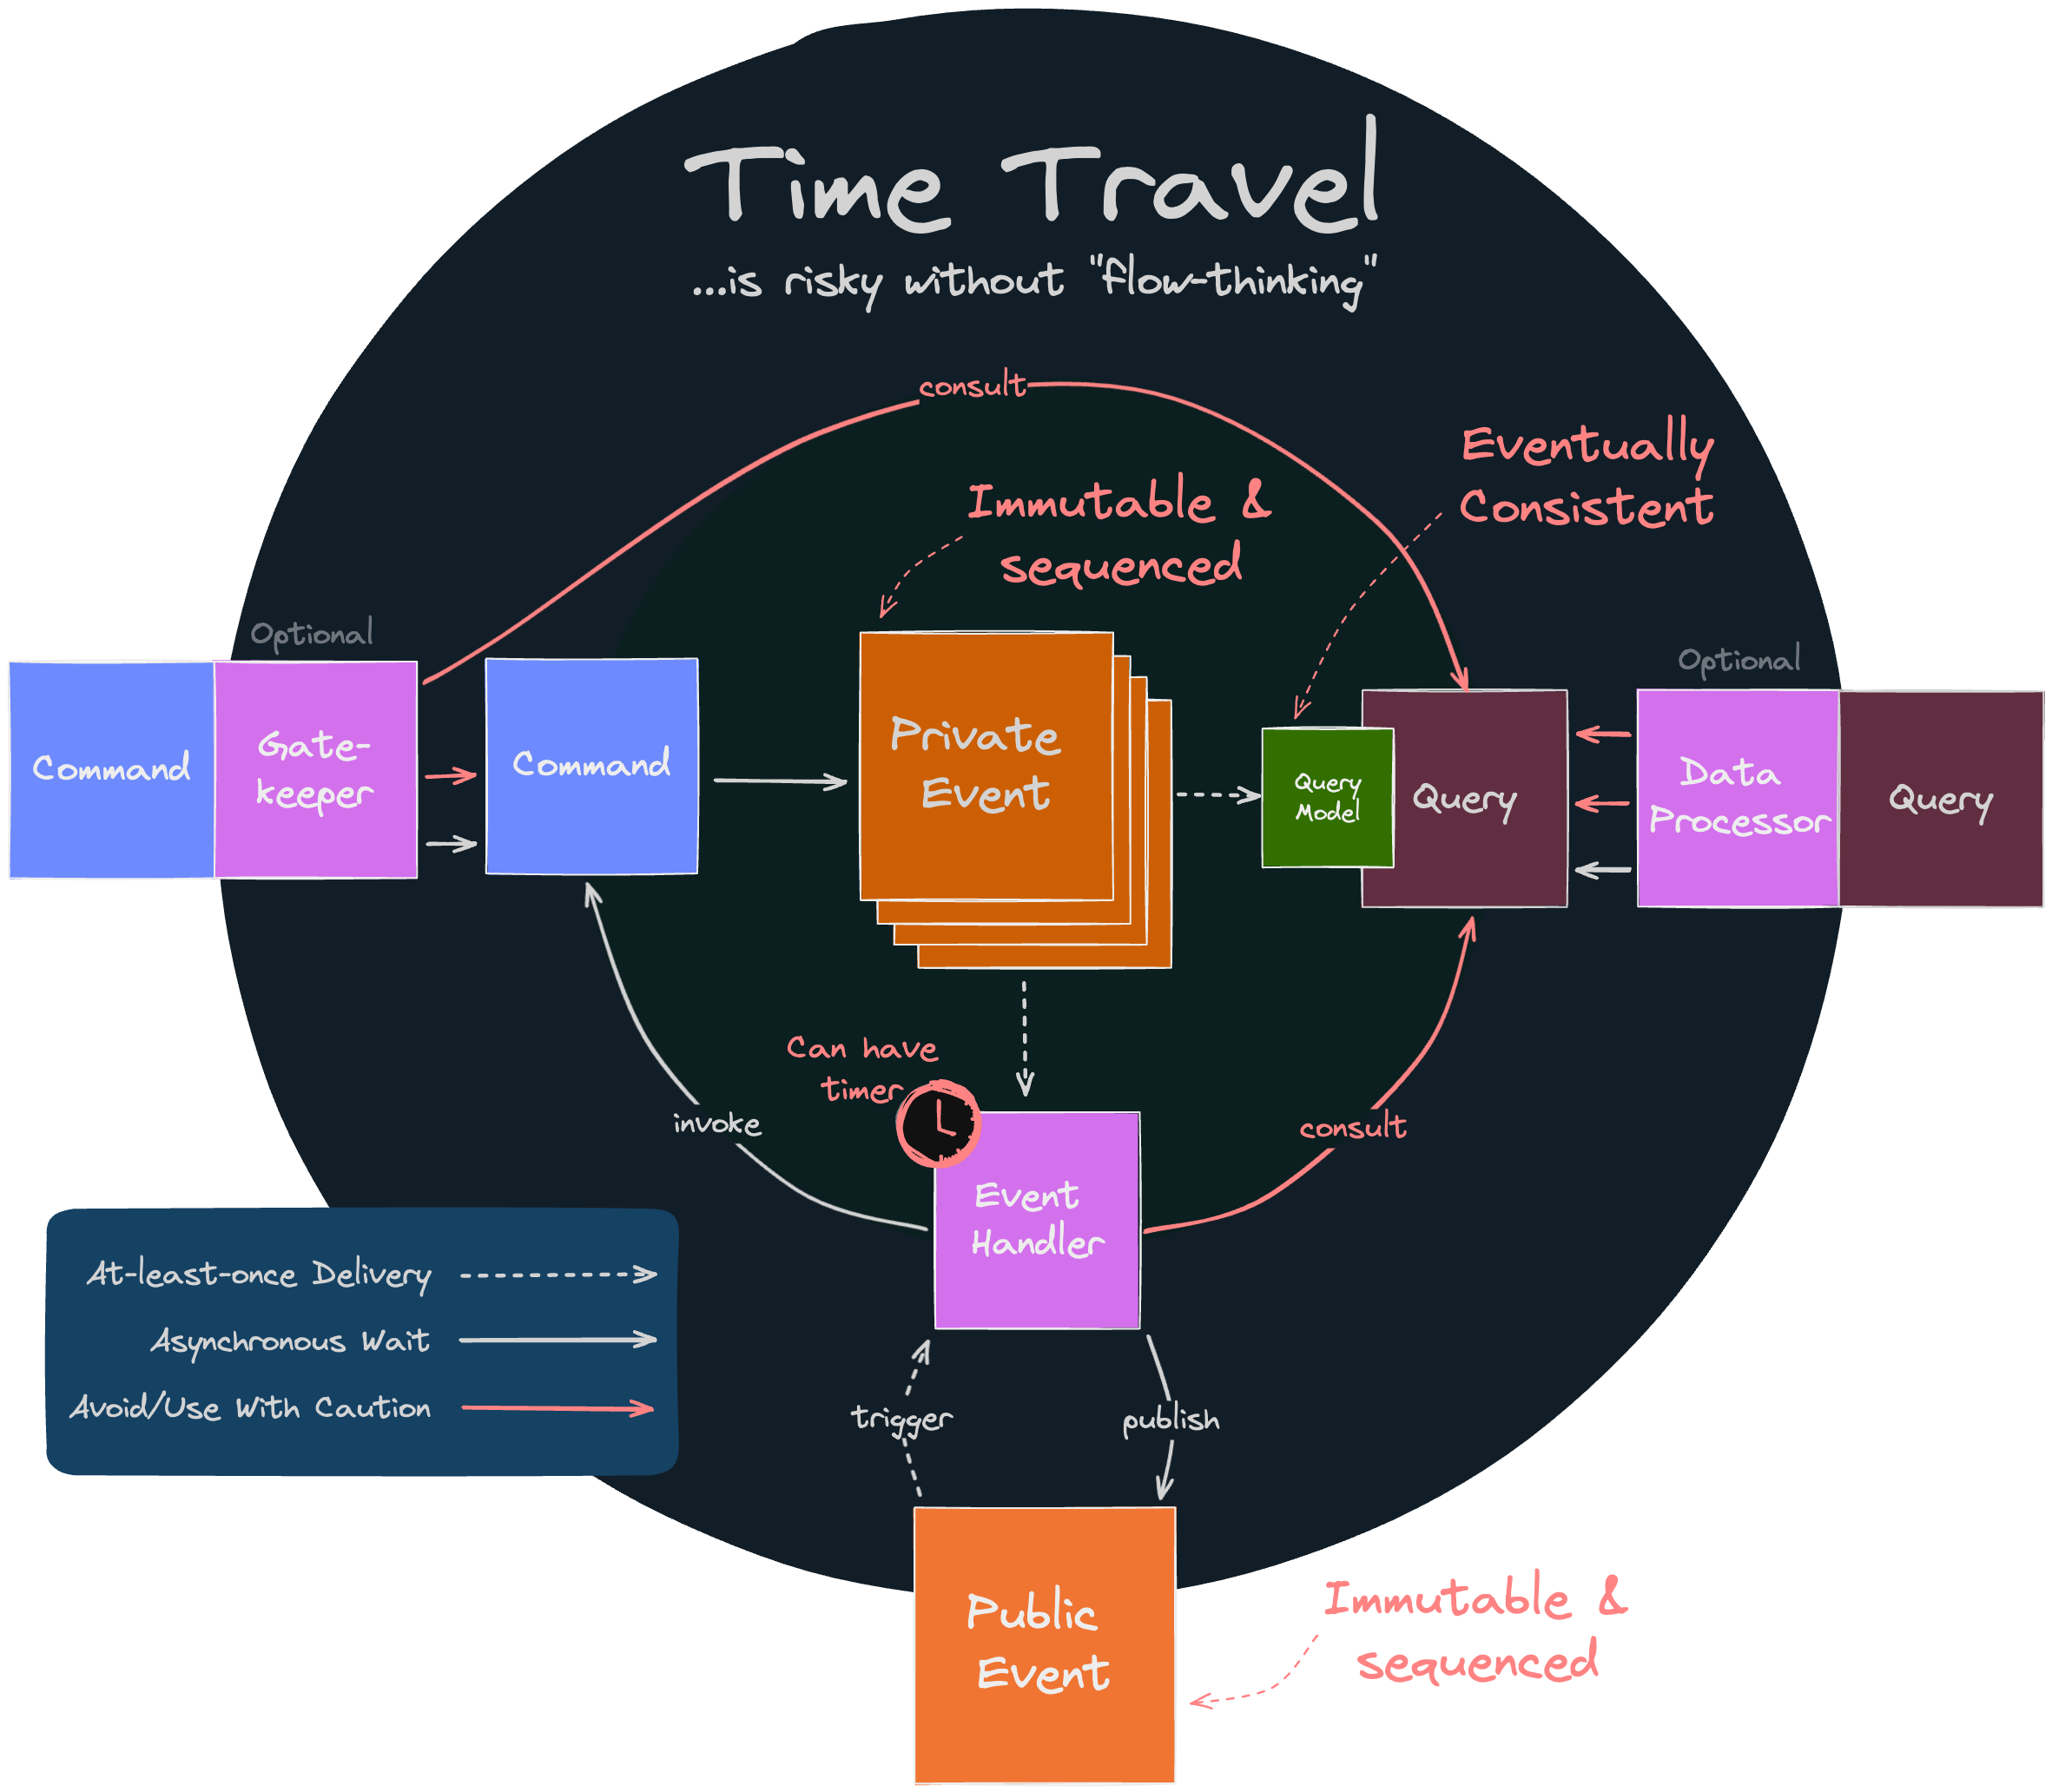 Time Travel
...is risky without "flow-thinking"
consult
Eventually
Consistent
Immutable &
sequenced
Optional
Optional
Command
Gate-
keeper
Command
Private
Event
Query
Model
Query
Data
Processor
Query
Can have
timer
invoke
consult
Event
Handler
At-least-once Delivery
Asynchronous Wait
Avoid/Use With Caution
trigger
publish
Public
Event
Immutable &
sequenced